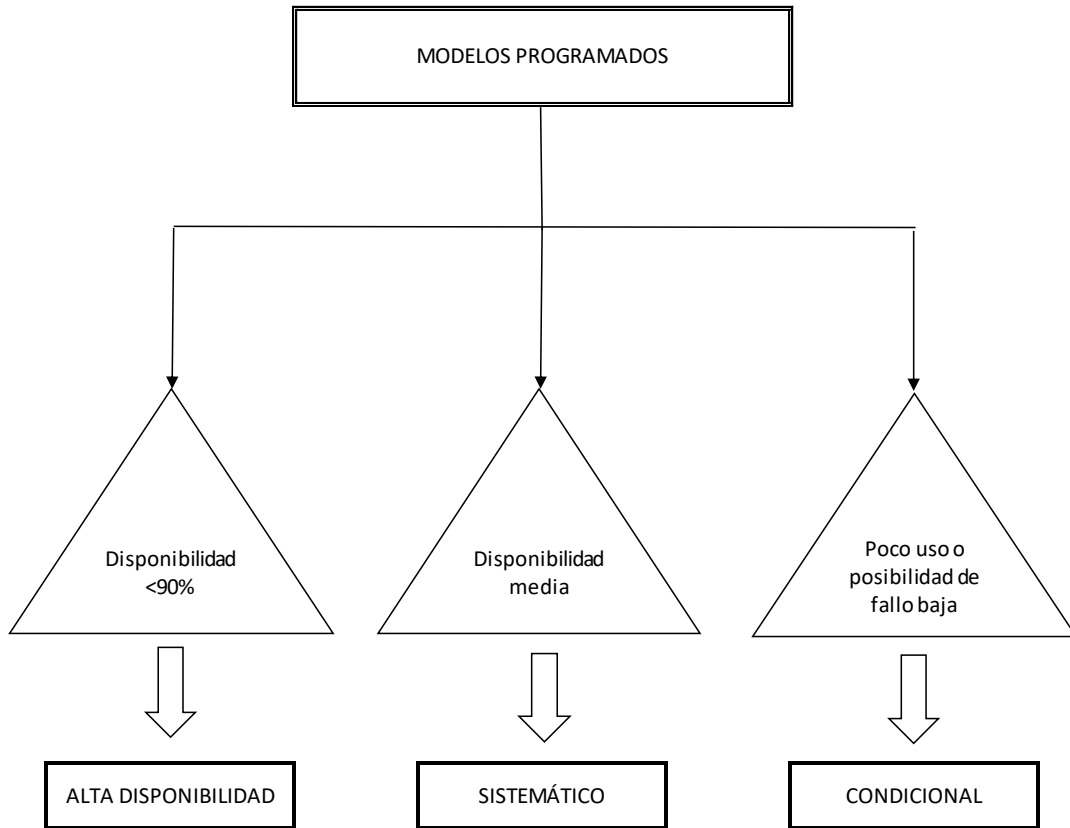 MODELOS PROGRAMADOS
Disponibilidad
<90%
Disponibilidad
media
Poco uso o
posibilidad de
fallo baja
ALTA DISPONIBILIDAD
SISTEMÁTICO
CONDICIONAL